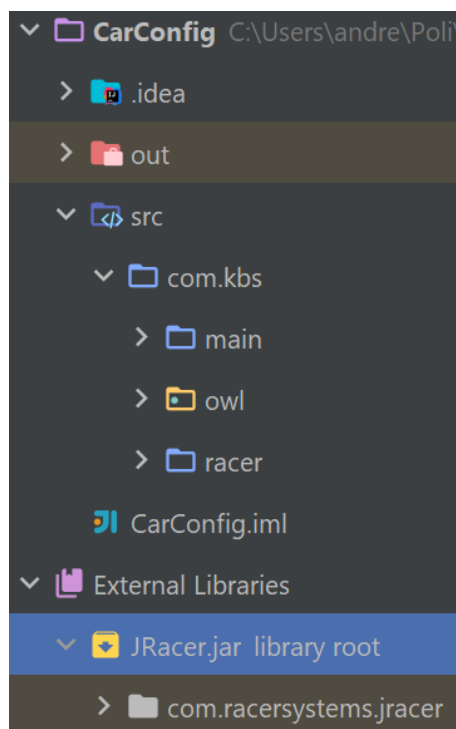 CarConfig C:\Users\andre\Poli\
.idea
out
src
com.kbs
main
owl
racer
CarConfig.iml
External Libraries
JRacer.jar library root
com.racersystems.jracer